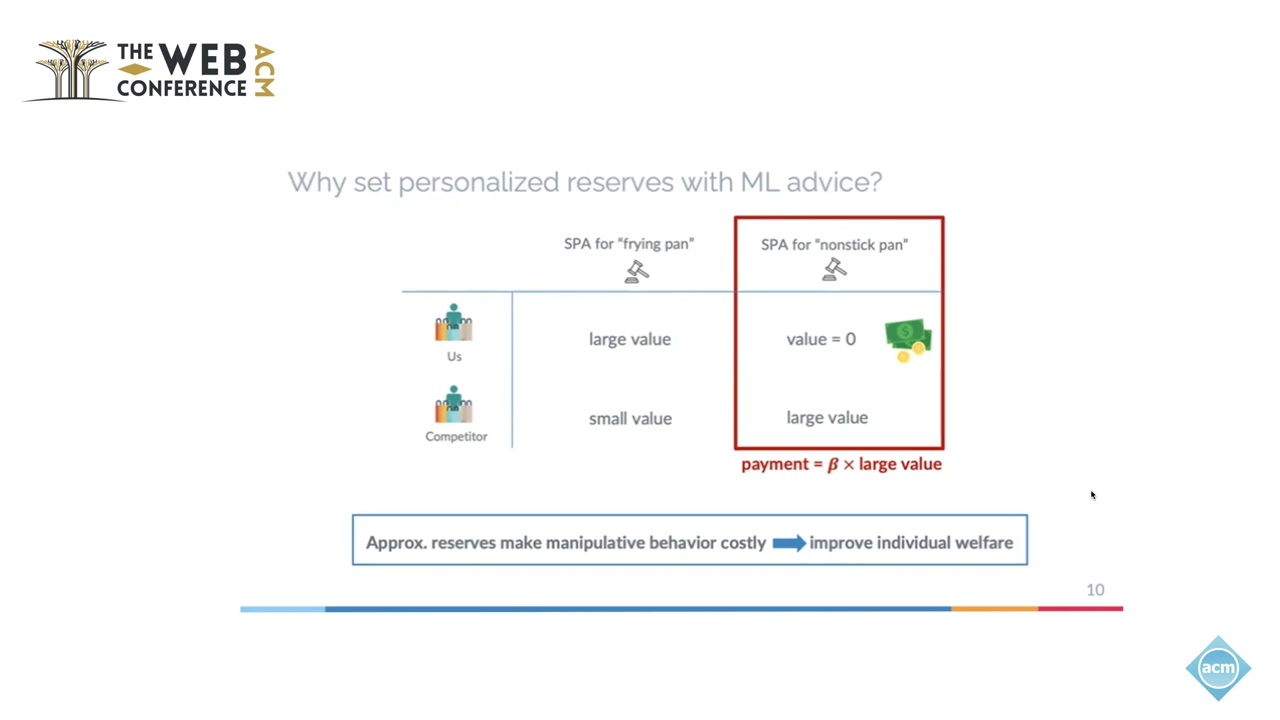 THE WEB
CONFERENCE
ACM
Why set personalized reserves with ML advice?
SPA for “frying pan”
SPA for “nonstick pan”
Us
large value
value = 0
$
Competitor
small value
large value
payment = β × large value
Approx. reserves make manipulative behavior costly improve individual welfare
10
acm